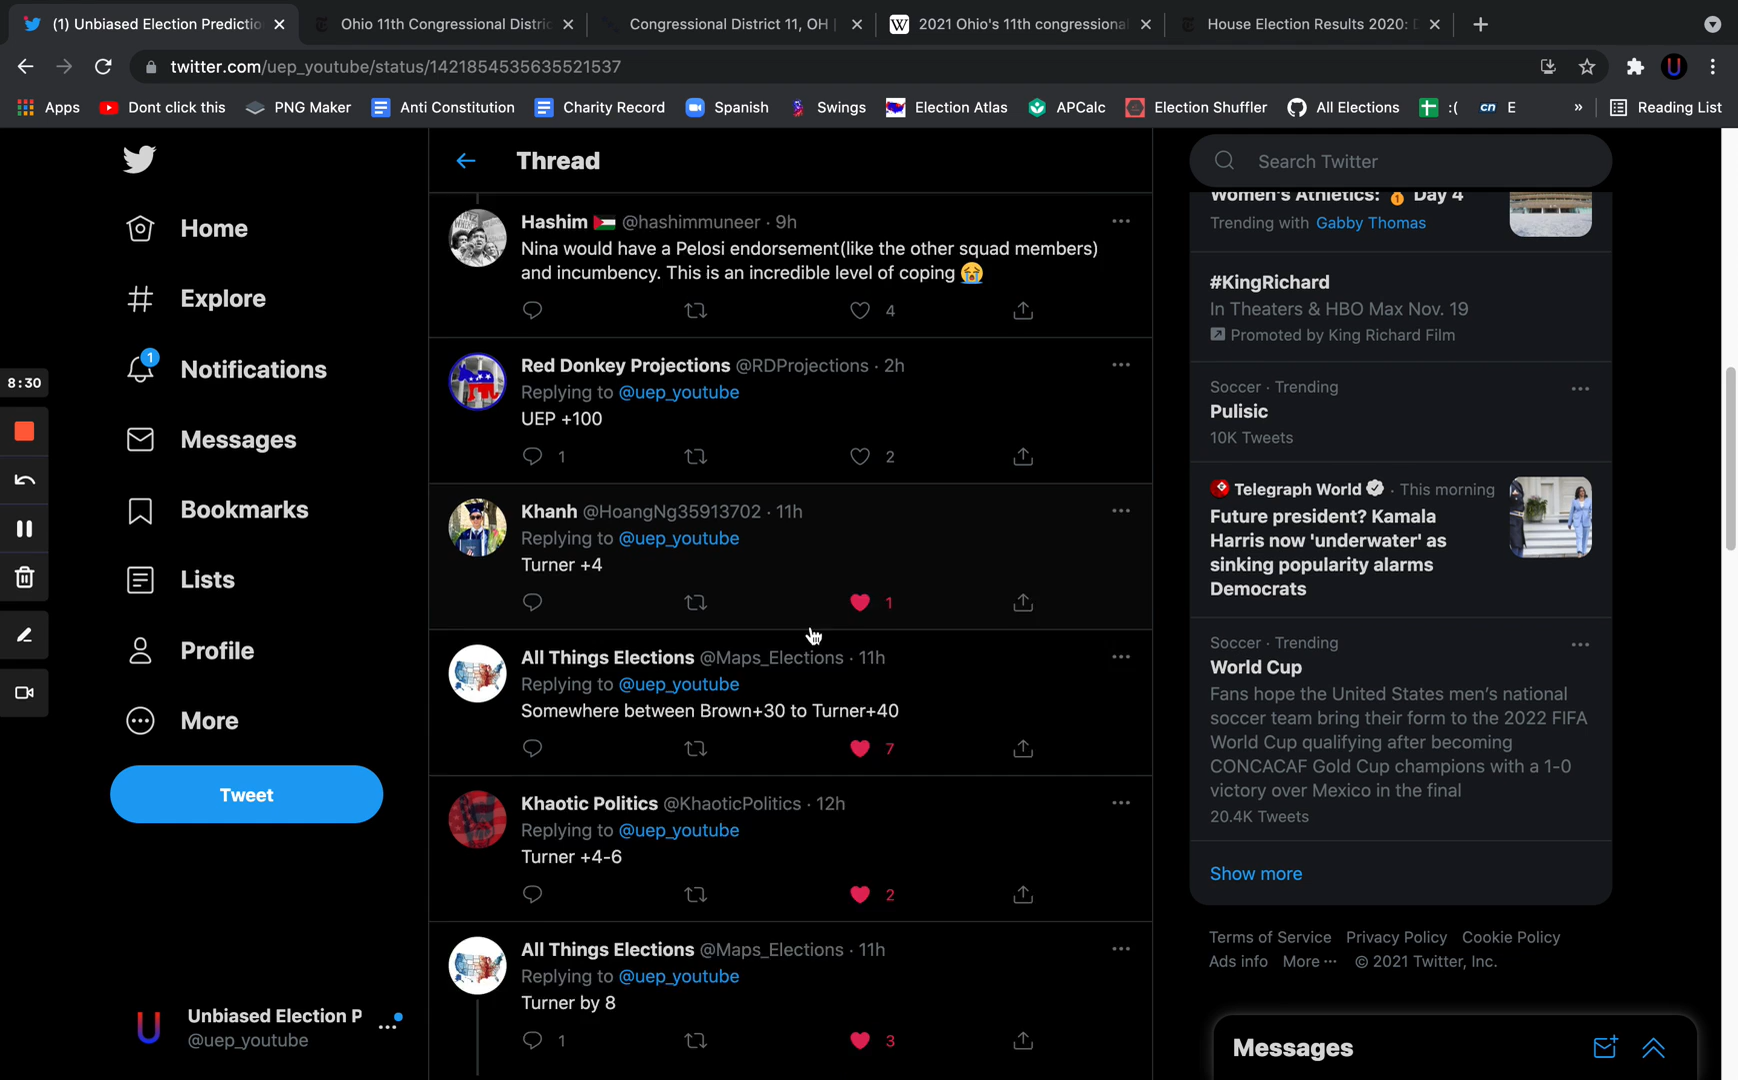 (1) Unbiased Election Predictio
Ohio 11th Congressional Distric
Congressional District 11, OH
W 2021 Ohio's 11th congressional
House Election Results 2020:
twitter.com/uep_youtube/status/1421854535635521537
U
Apps
Dont click this
PNG Maker
Anti Constitution
Charity Record
Spanish
Swings
Election Atlas
APCalc
Election Shuffler
All Elections
:(
cn E
»
Reading List
8:30
Home
Explore
1
Notifications
Messages
Bookmarks
Lists
Profile
More
Tweet
U
Unbiased Election P
@uep_youtube
Thread
Hashim @hashimmuneer · 9h
Nina would have a Pelosi endorsement(like the other squad members)
and incumbency. This is an incredible level of coping 😭
4
Red Donkey Projections @RDProjections · 2h
Replying to @uep_youtube
UEP +100
1
2
Khanh @HoangNg35913702 · 11h
Replying to @uep_youtube
Turner +4
1
All Things Elections @Maps_Elections · 11h
Replying to @uep_youtube
Somewhere between Brown+30 to Turner+40
7
Khaotic Politics @KhaoticPolitics · 12h
Replying to @uep_youtube
Turner +4-6
2
All Things Elections @Maps_Elections · 11h
Replying to @uep_youtube
Turner by 8
1
3
Search Twitter
Women's Athletics: 🥉 Day 4
Trending with Gabby Thomas
#KingRichard
In Theaters & HBO Max Nov. 19
Promoted by King Richard Film
Soccer · Trending
Pulisic
10K Tweets
Telegraph World · This morning
Future president? Kamala
Harris now 'underwater' as
sinking popularity alarms
Democrats
Soccer · Trending
World Cup
Fans hope the United States men's national
soccer team bring their form to the 2022 FIFA
World Cup qualifying after becoming
CONCACAF Gold Cup champions with a 1-0
victory over Mexico in the final
20.4K Tweets
Show more
Terms of Service Privacy Policy Cookie Policy
Ads info More ··· © 2021 Twitter, Inc.
Messages